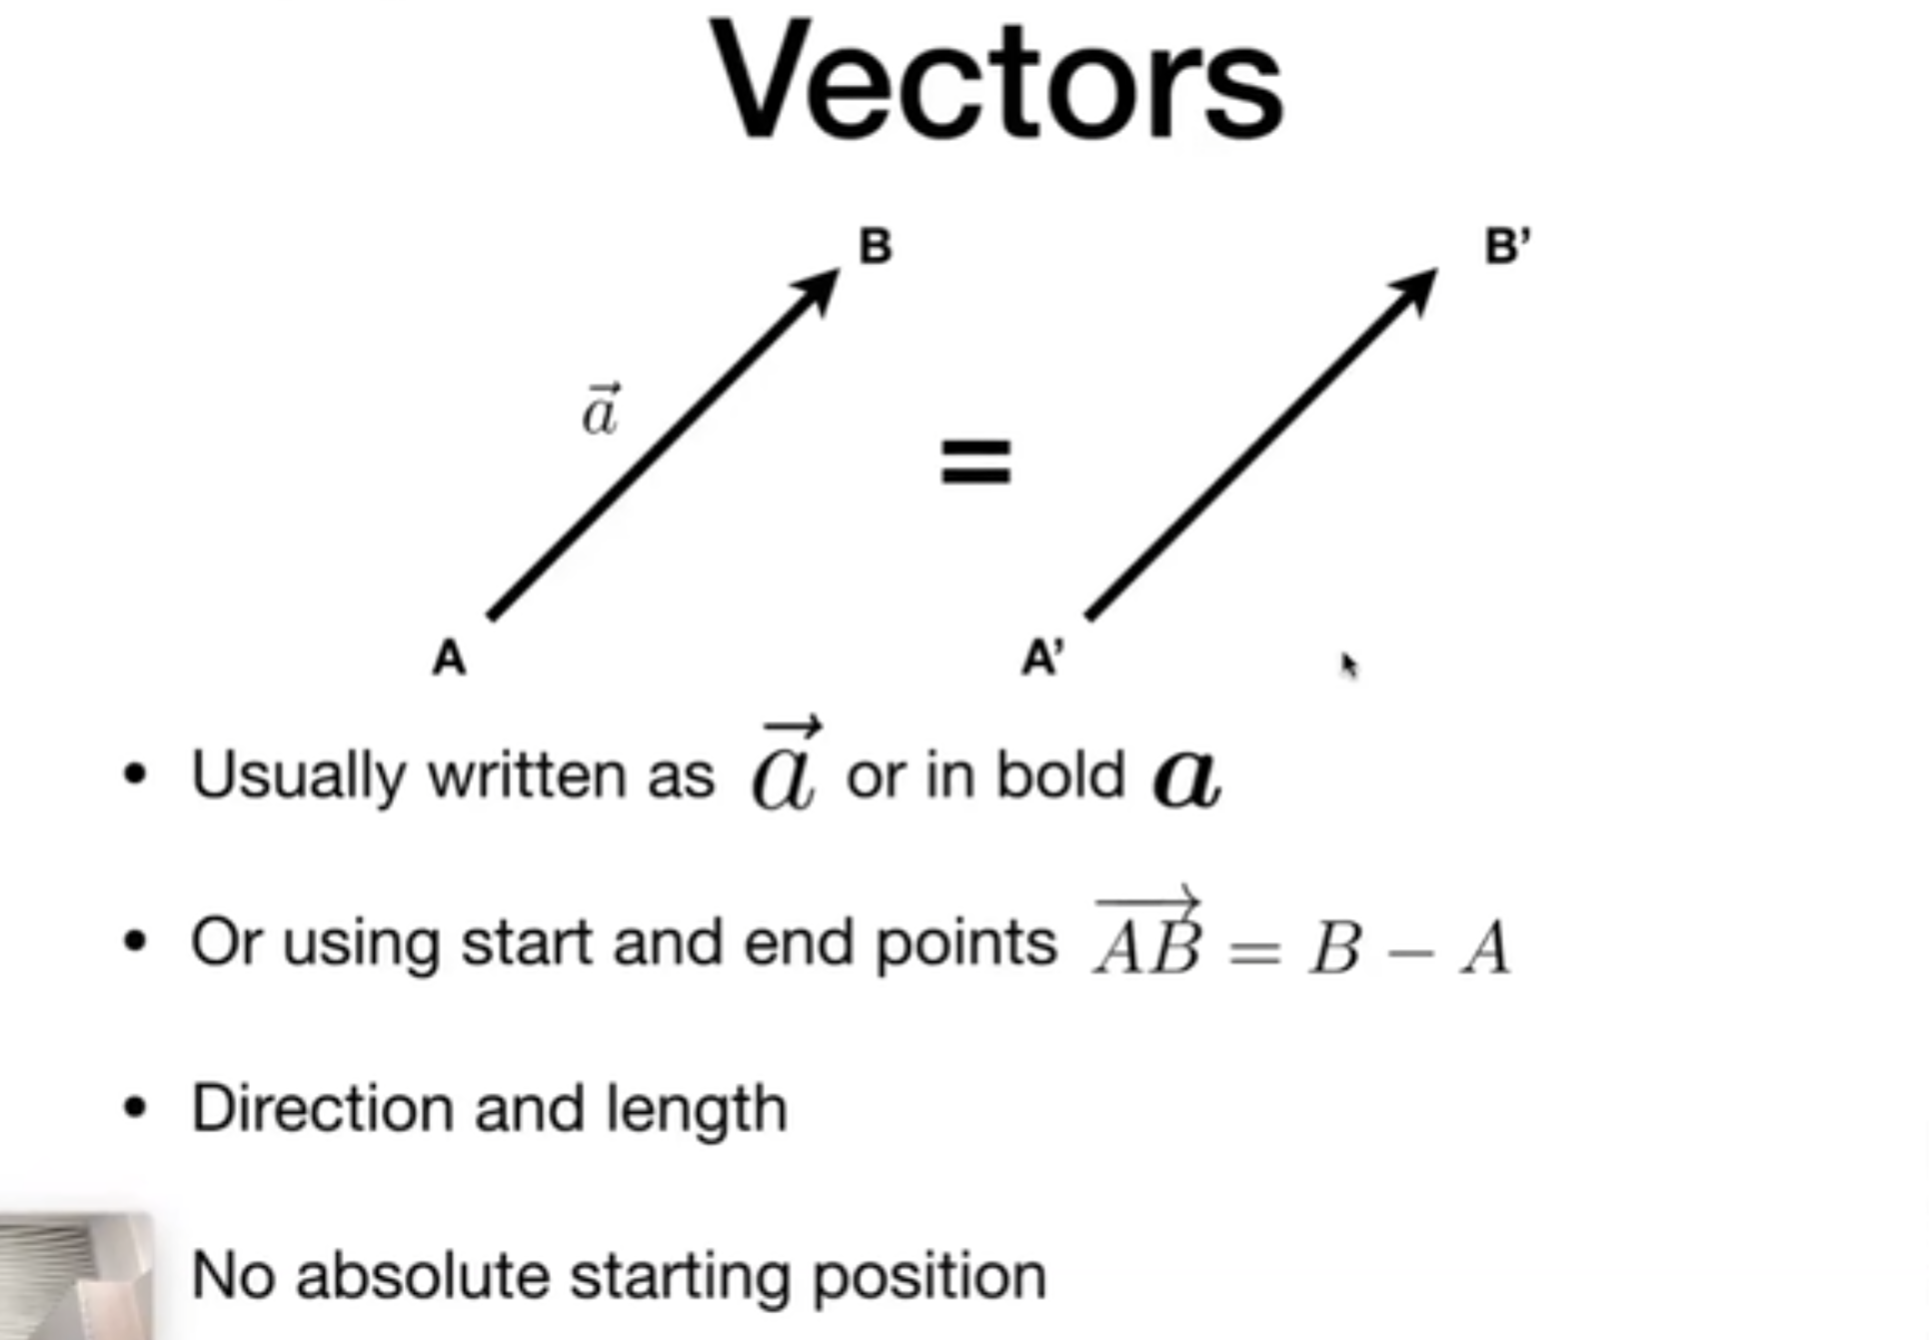 Vectors
B
B’
a⃗
=
A
A’
• Usually written as a⃗ or in bold 𝒂
• Or using start and end points A⃗B⃗ = B − A
• Direction and length
No absolute starting position